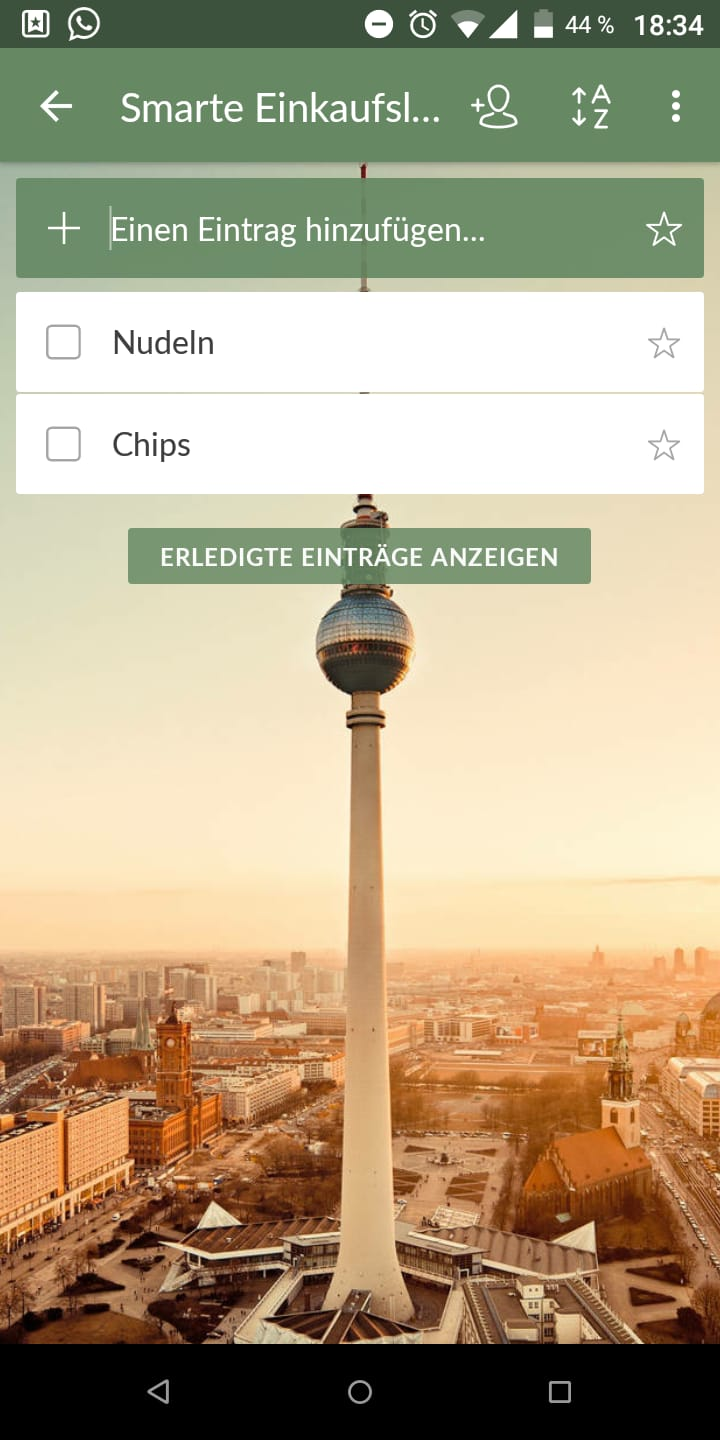 44 % 18:34
Smarte Einkaufsl...
A
Z
Einen Eintrag hinzufügen...
Nudeln
Chips
ERLEDIGTE EINTRÄGE ANZEIGEN